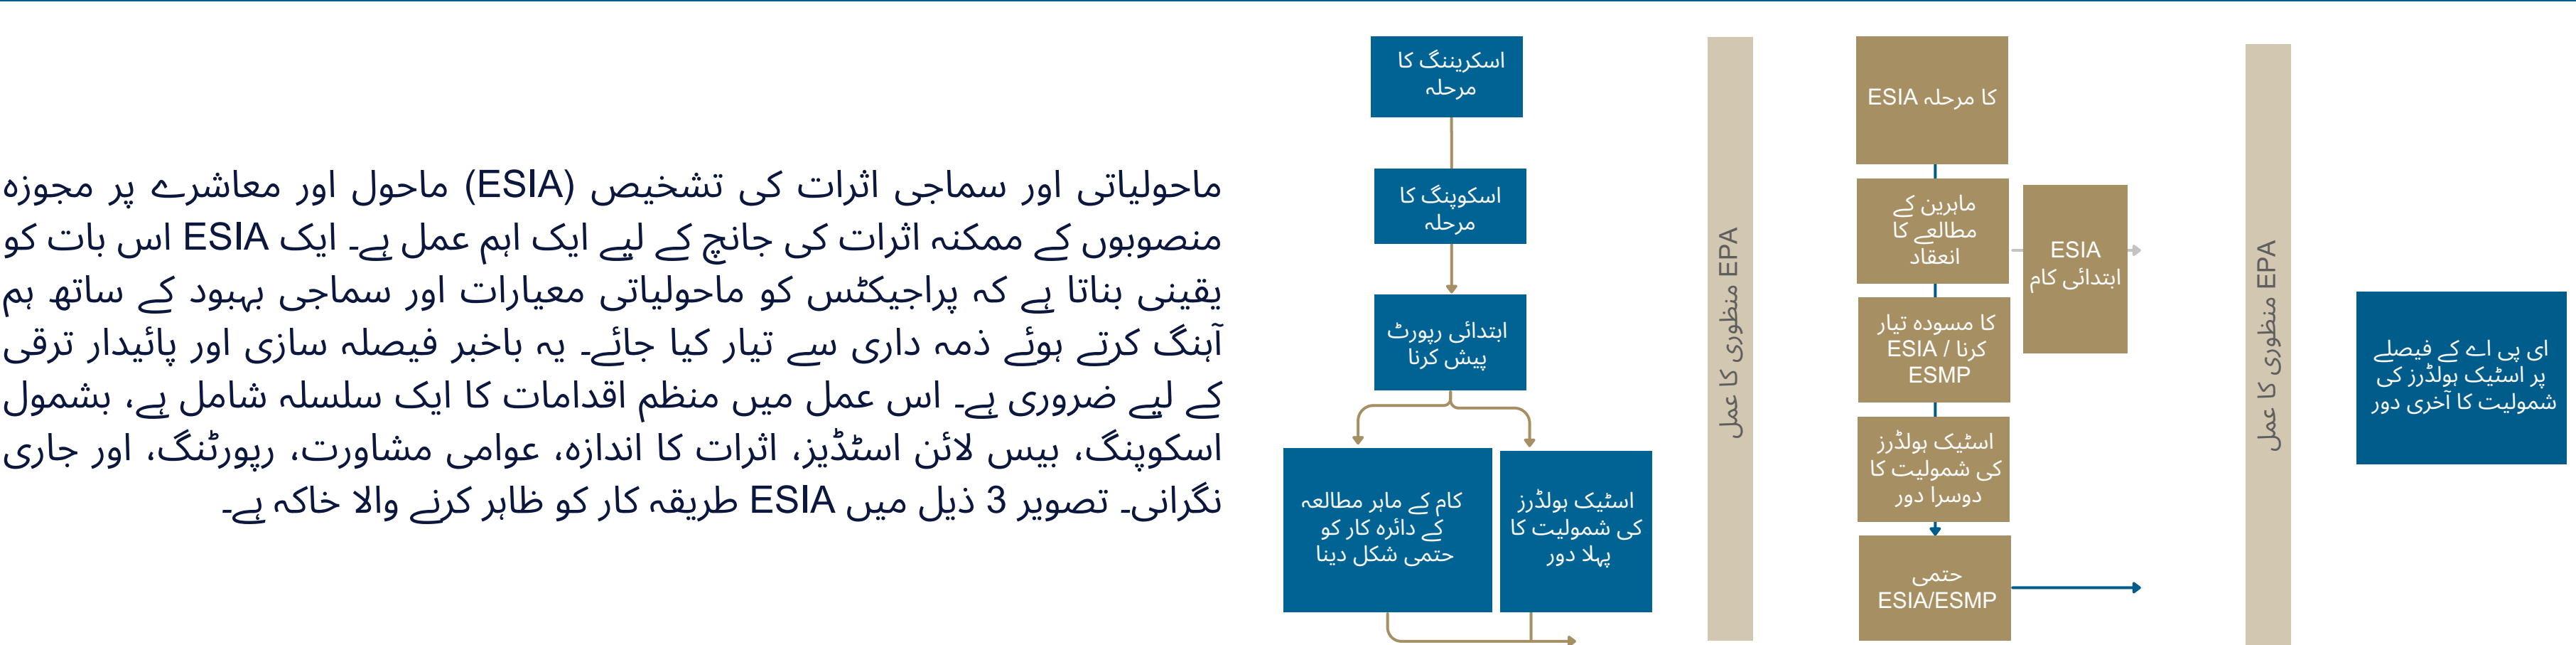 ماحولیاتی اور سماجی اثرات کی تشخیص (ESIA) ماحول اور معاشرے پر مجوزہ
منصوبوں کے ممکنہ اثرات کی جانچ کے لیے ایک اہم عمل ہے۔ ایک ESIA اس بات کو
یقینی بناتا ہے کہ پراجیکٹس کو ماحولیاتی معیارات اور سماجی بہبود کے ساتھ ہم
آہنگ کرتے ہوئے ذمہ داری سے تیار کیا جائے۔ یہ باخبر فیصلہ سازی اور پائیدار ترقی
کے لیے ضروری ہے۔ اس عمل میں منظم اقدامات کا ایک سلسلہ شامل ہے، بشمول
اسکوپنگ، بیس لائن اسٹڈیز، اثرات کا اندازہ، عوامی مشاورت، رپورٹنگ، اور جاری
نگرانی۔ تصویر 3 ذیل میں ESIA طریقہ کار کو ظاہر کرنے والا خاکہ ہے۔
اسکریننگ کا
مرحلہ
اسکوپنگ کا
مرحلہ
ابتدائی رپورٹ
پیش کرنا
کام کے ماہر مطالعہ
کے دائرہ کار کو
حتمی شکل دینا
اسٹیک ہولڈرز
کی شمولیت کا
پہلا دور
EPA منظوری کا عمل
کا مرحلہ ESIA
ماہرین کے
مطالعے کا
انعقاد
کا مسودہ تیار
کرنا / ESIA
ESMP
اسٹیک ہولڈرز
کی شمولیت کا
دوسرا دور
حتمی
ESIA/ESMP
ESIA
ابتدائی کام
EPA منظوری کا عمل
ای پی اے کے فیصلے
پر اسٹیک ہولڈرز کی
شمولیت کا آخری دور